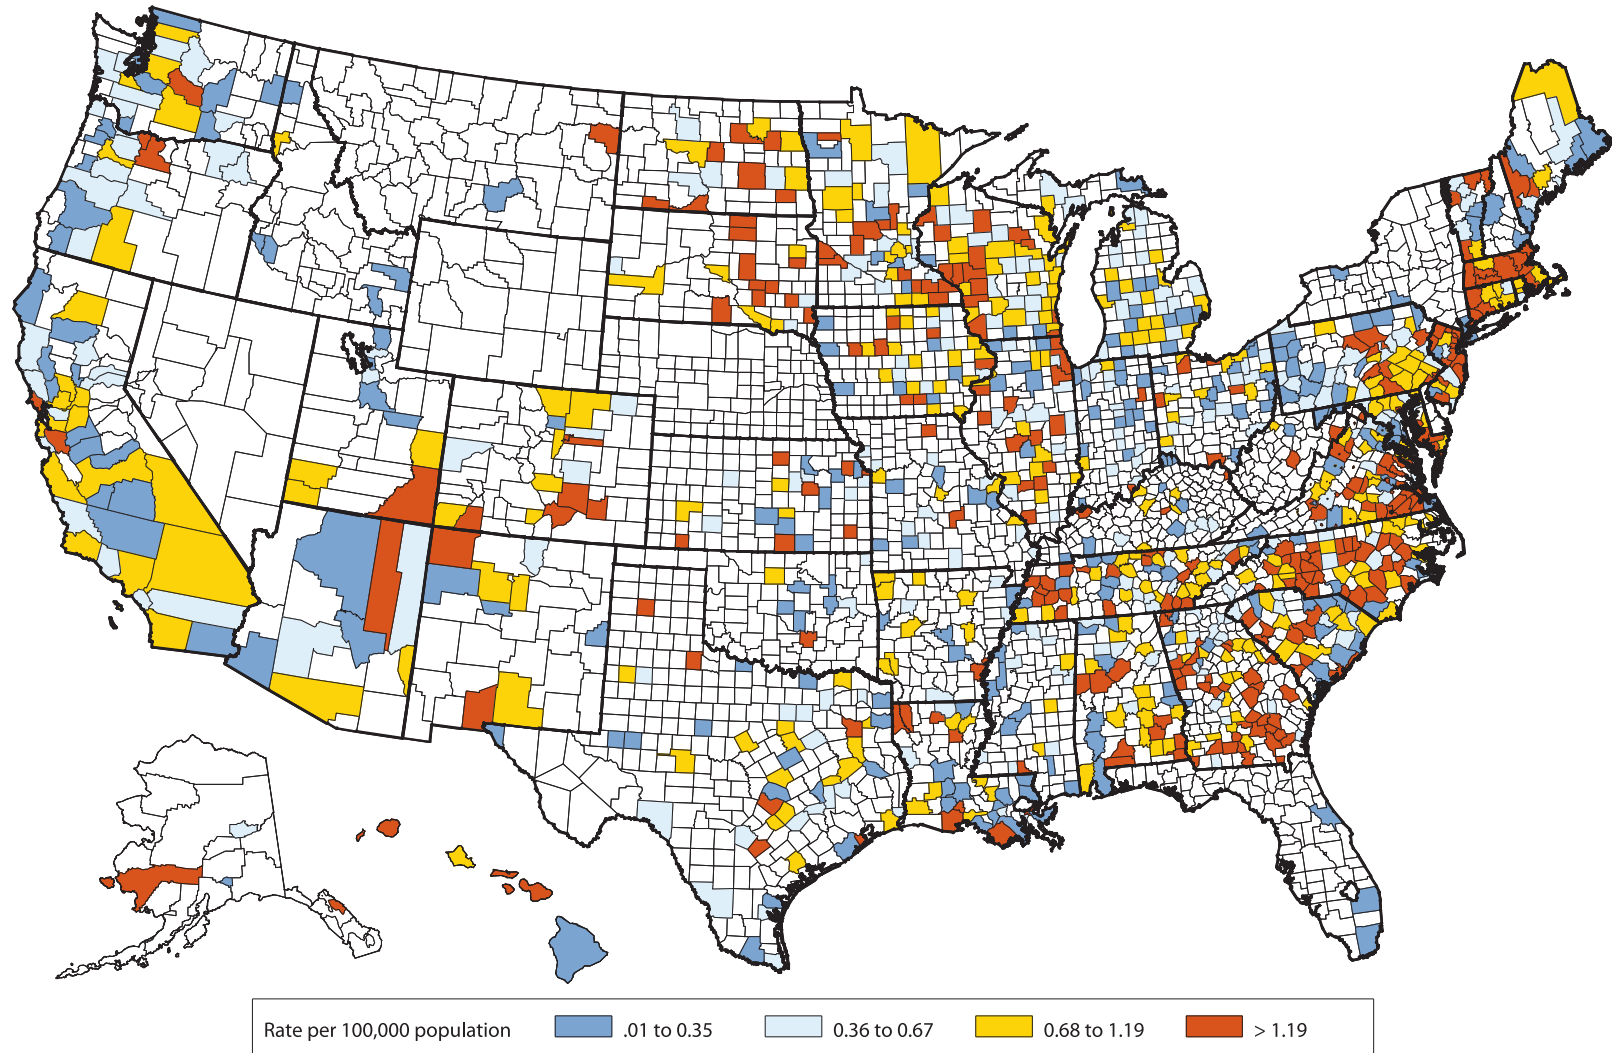 Rate per 100,000 population .01 to 0.35 0.36 to 0.67 0.68 to 1.19 > 1.19